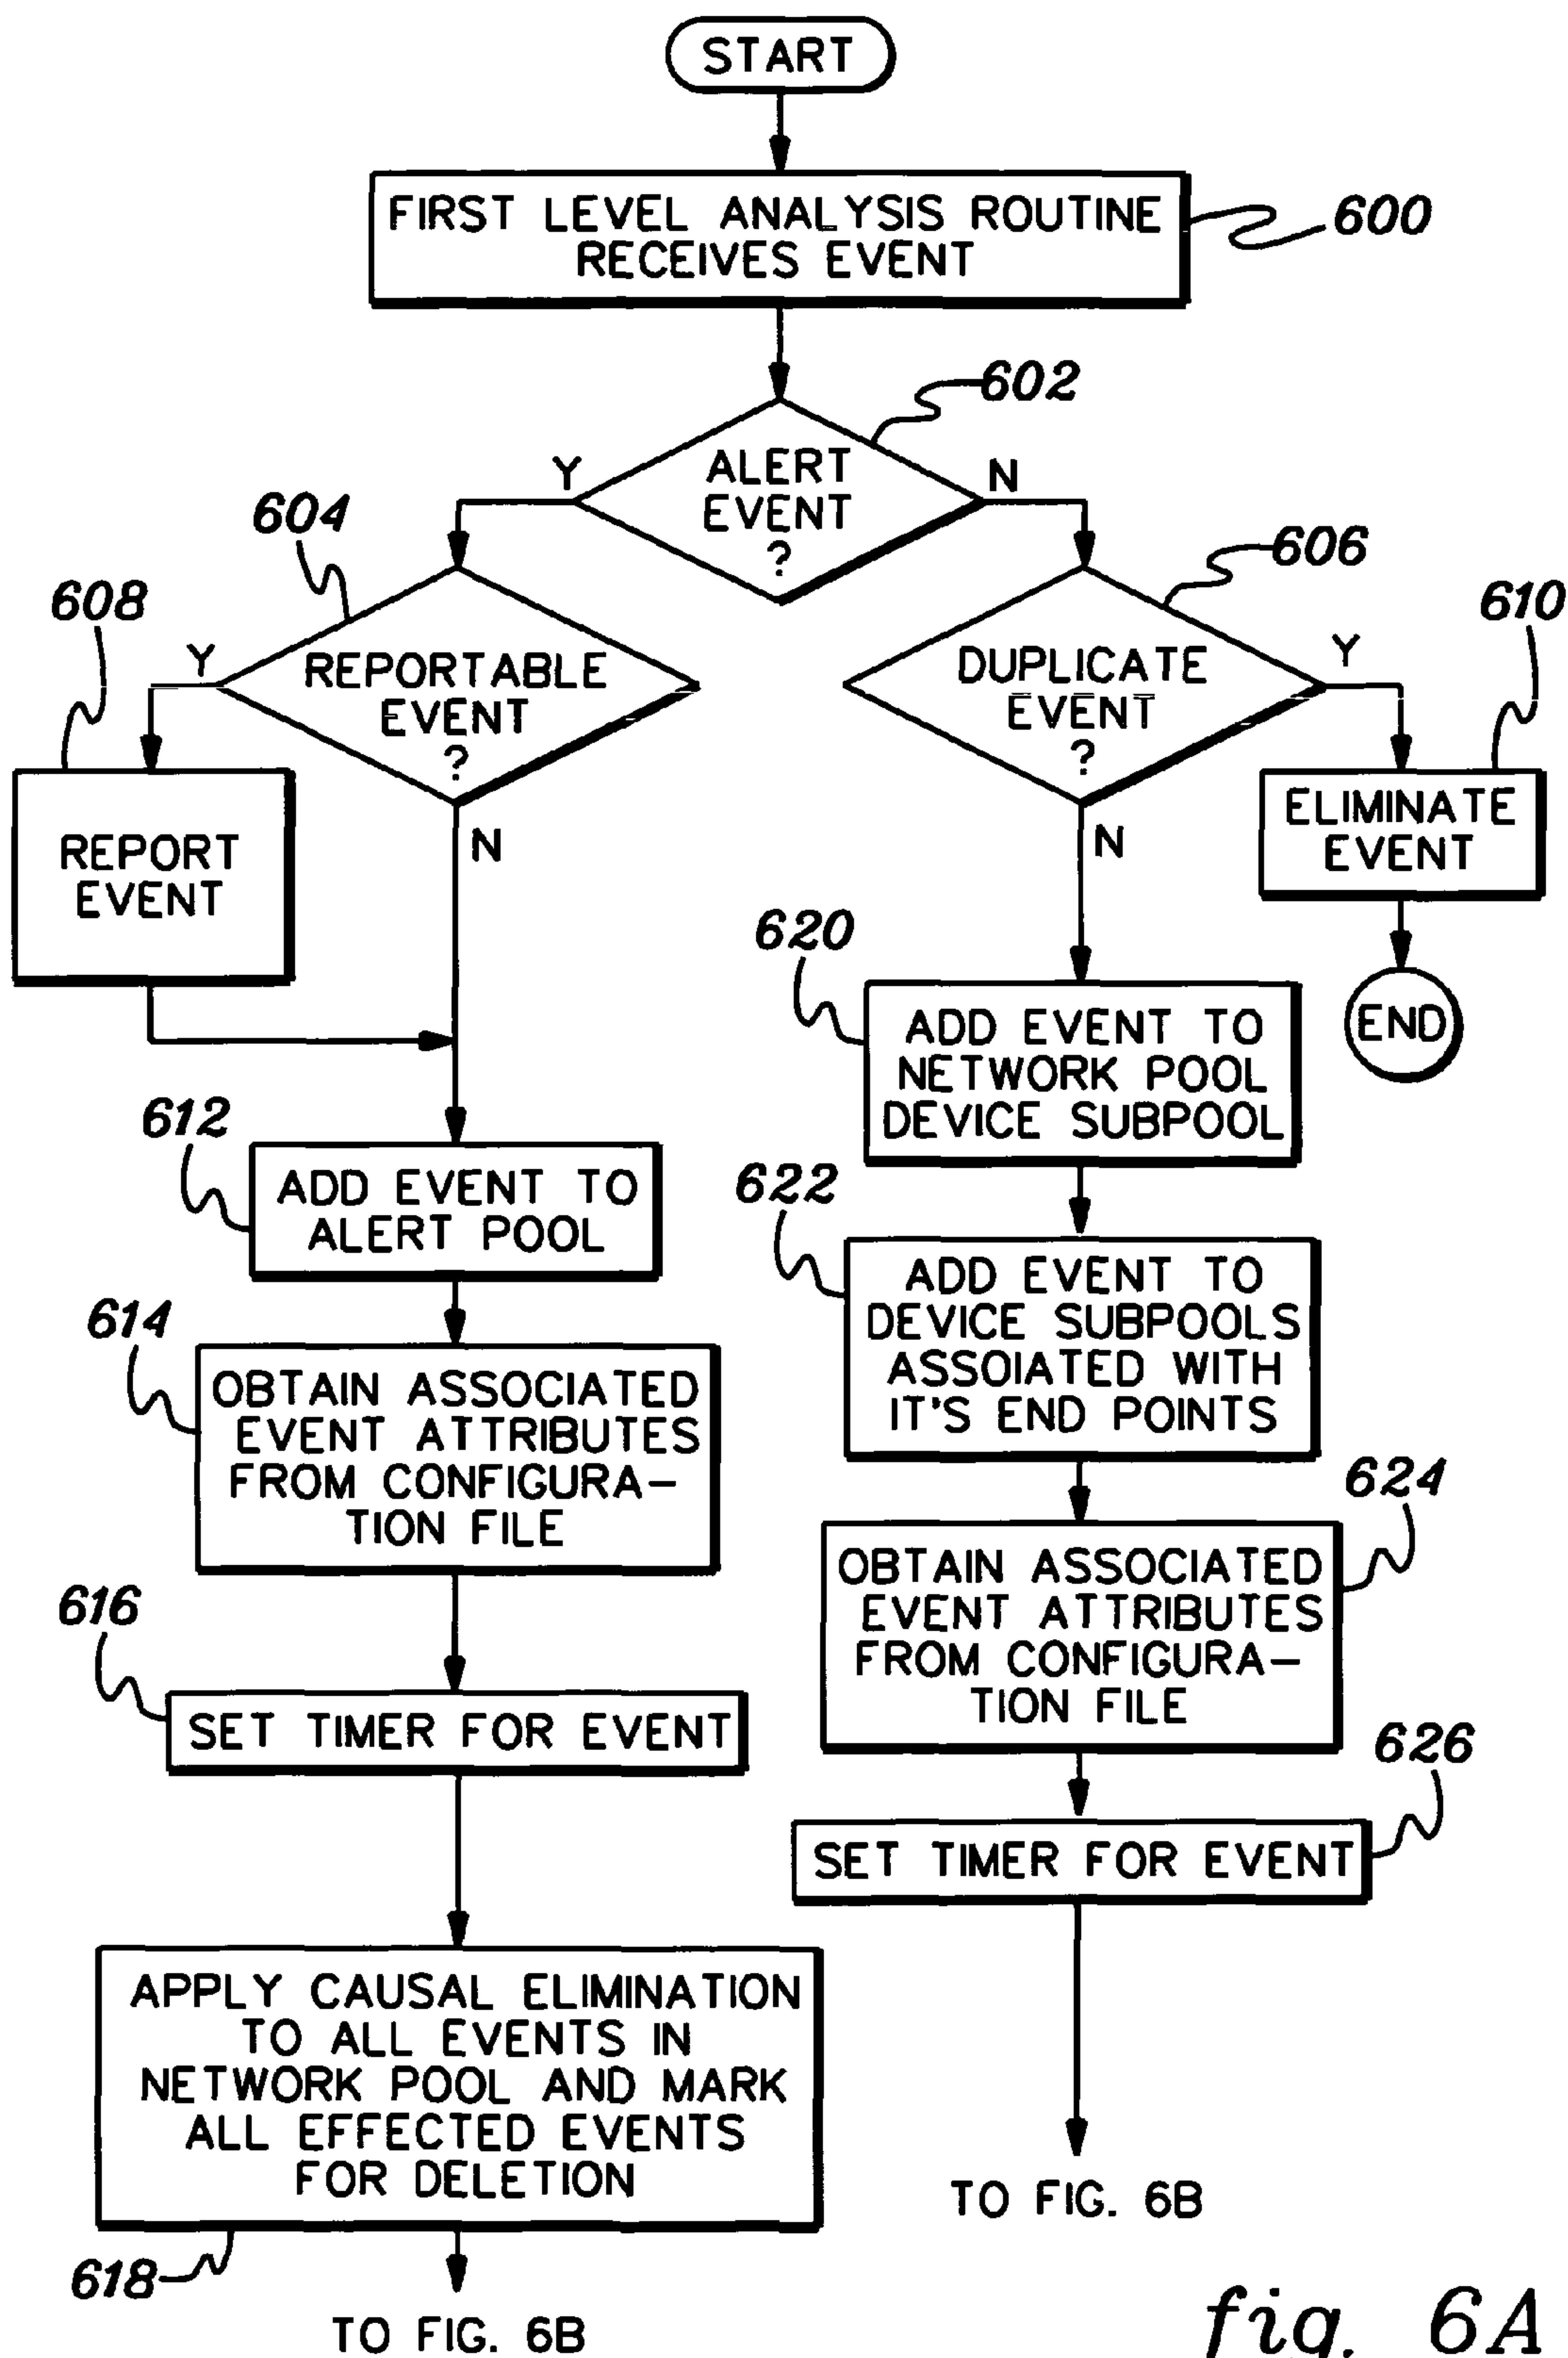 START
FIRST LEVEL ANALYSIS ROUTINE
RECEIVES EVENT
600
602
ALERT
EVENT
?
Y
N
604
606
608
610
REPORTABLE
EVENT
?
Y
N
DUPLICATE
EVENT
?
Y
N
REPORT
EVENT
ELIMINATE
EVENT
END
620
ADD EVENT TO
NETWORK POOL
DEVICE SUBPOOL
612
ADD EVENT TO
ALERT POOL
622
ADD EVENT TO
DEVICE SUBPOOLS
ASSOIATED WITH
IT'S END POINTS
614
OBTAIN ASSOCIATED
EVENT ATTRIBUTES
FROM CONFIGURA-
TION FILE
624
OBTAIN ASSOCIATED
EVENT ATTRIBUTES
FROM CONFIGURA-
TION FILE
616
SET TIMER FOR EVENT
626
SET TIMER FOR EVENT
APPLY CAUSAL ELIMINATION
TO ALL EVENTS IN
NETWORK POOL AND MARK
ALL EFFECTED EVENTS
FOR DELETION
618
TO FIG. 6B
TO FIG. 6B
fig. 6A